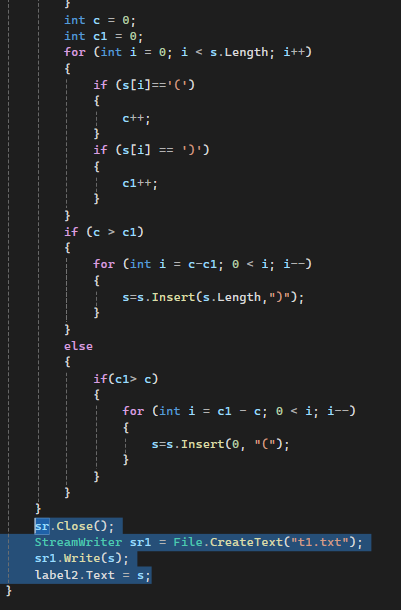 }
int c = 0;
int c1 = 0;
for (int i = 0; i < s.Length; i++)
{
if (s[i]=='(')
{
c++;
}
if (s[i] == ')')
{
c1++;
}
}
if (c > c1)
{
for (int i = c-c1; 0 < i; i--)
{
s=s.Insert(s.Length,")");
}
}
else
{
if(c1> c)
{
for (int i = c1 - c; 0 < i; i--)
{
s=s.Insert(0, "(");
}
}
}
}
sr.Close();
StreamWriter sr1 = File.CreateText("t1.txt");
sr1.Write(s);
label2.Text = s;
}